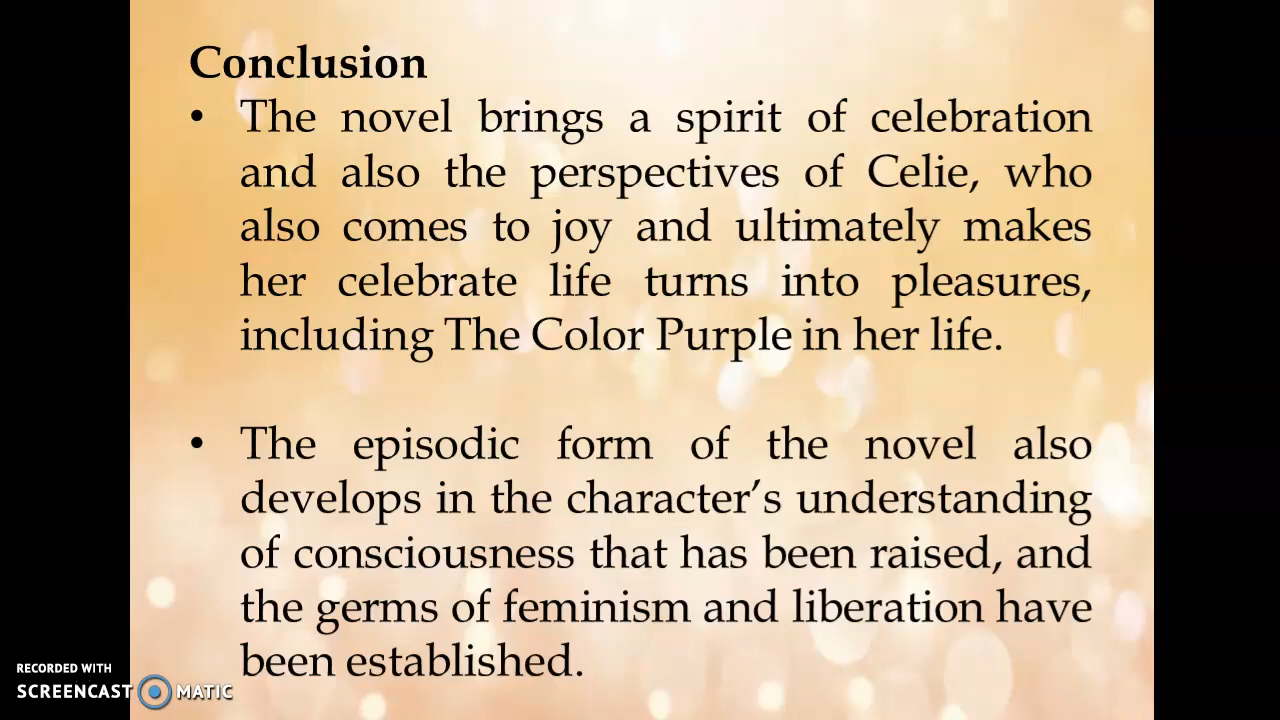 Conclusion
• The novel brings a spirit of celebration
and also the perspectives of Celie, who
also comes to joy and ultimately makes
her celebrate life turns into pleasures,
including The Color Purple in her life.
• The episodic form of the novel also
develops in the character’s understanding
of consciousness that has been raised, and
the germs of feminism and liberation have
been established.
RECORDED WITH
SCREENCAST MATIC